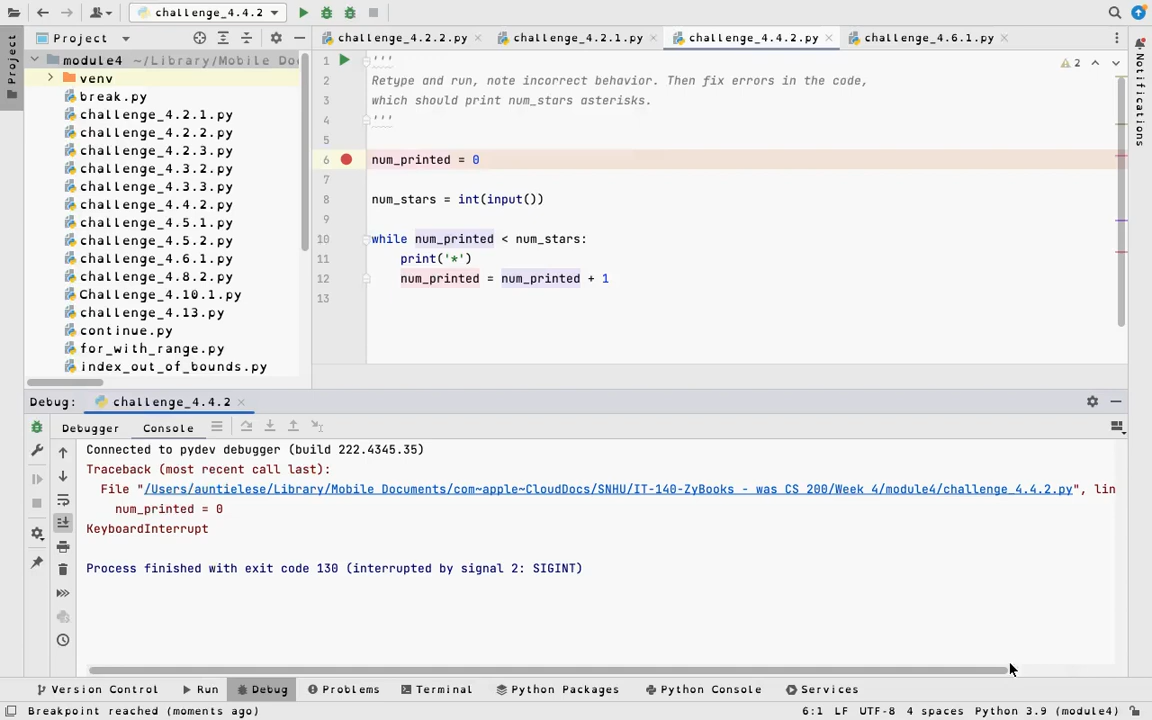 challenge_4.4.2
Project
challenge_4.2.2.py
challenge_4.2.1.py
challenge_4.4.2.py
challenge_4.6.1.py
Project
Notifications
module4 ~/Library/Mobile Do
venv
break.py
challenge_4.2.1.py
challenge_4.2.2.py
challenge_4.2.3.py
challenge_4.3.2.py
challenge_4.3.3.py
challenge_4.4.2.py
challenge_4.5.1.py
challenge_4.5.2.py
challenge_4.6.1.py
challenge_4.8.2.py
Challenge_4.10.1.py
challenge_4.13.py
continue.py
for_with_range.py
index_out_of_bounds.py
2
1 '''
2 Retype and run, note incorrect behavior. Then fix errors in the code,
3 which should print num_stars asterisks.
4 '''
5
6 num_printed = 0
7
8 num_stars = int(input())
9
10 while num_printed < num_stars:
11 print('*')
12 num_printed = num_printed + 1
13
Debug: challenge_4.4.2
Debugger Console
Connected to pydev debugger (build 222.4345.35)
Traceback (most recent call last):
File "/Users/auntielese/Library/Mobile Documents/com~apple~CloudDocs/SNHU/IT-140-ZyBooks - was CS 200/Week 4/module4/challenge_4.4.2.py", lin
num_printed = 0
KeyboardInterrupt
Process finished with exit code 130 (interrupted by signal 2: SIGINT)
Version Control Run Debug Problems Terminal Python Packages Python Console Services
Breakpoint reached (moments ago) 6:1 LF UTF-8 4 spaces Python 3.9 (module4)